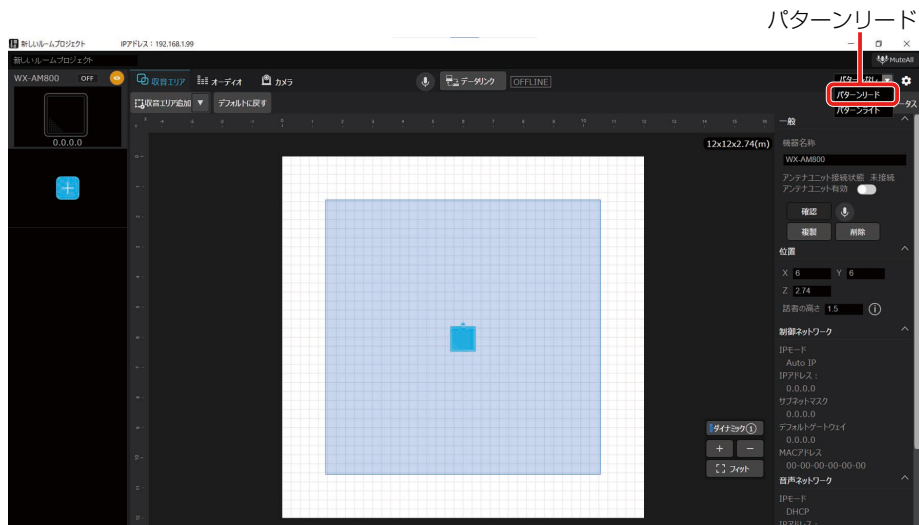 パターンリード
新しいルームプロジェクト IPアドレス：192.168.1.99
新しいルームプロジェクト MuteAll
WX-AM800 OFF 収音エリア オーディオ カメラ データリンク OFFLINE
収音エリア追加 デフォルトに戻す パターンリード
パターンライト
0.0.0.0
12x12x2.74(m)
一般
機器名称
WX-AM800
アンテナユニット接続状態 未接続
アンテナユニット有効
確認
複製 削除
位置
X 6 Y 6
Z 2.74
話者の高さ 1.5
制御ネットワーク
IPモード
Auto IP
IPアドレス：
0.0.0.0
サブネットマスク
0.0.0.0
デフォルトゲートウェイ
0.0.0.0
MACアドレス
00-00-00-00-00-00
音声ネットワーク
IPモード
DHCP
ダイナミック①
フィット